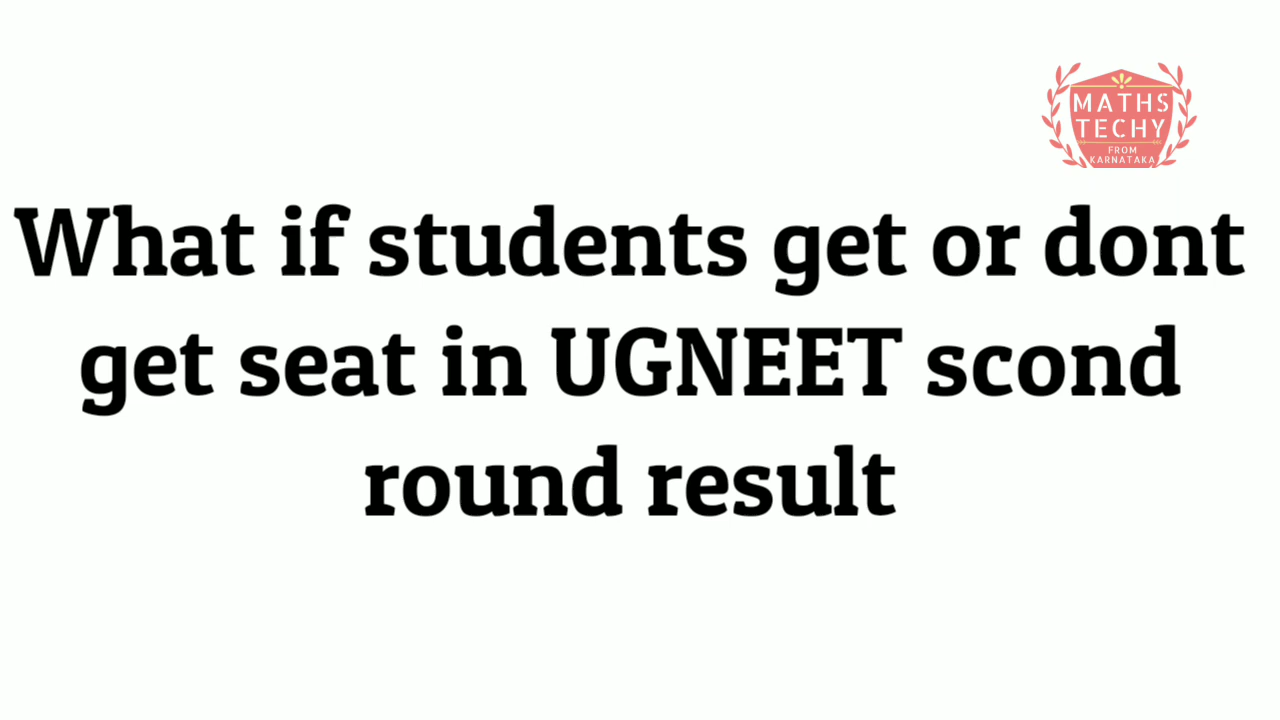 MATHS
TECHY
FROM
KARNATAKA
What if students get or dont
get seat in UGNEET scond
round result